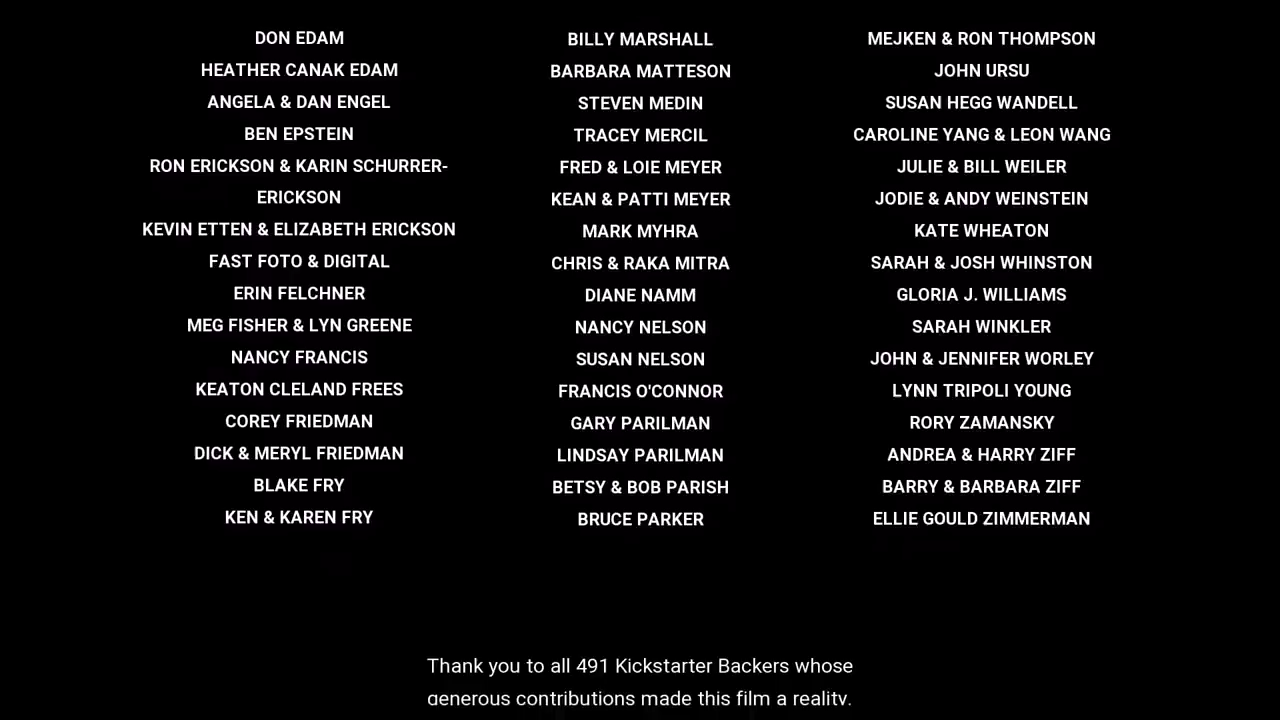 DON EDAM
HEATHER CANAK EDAM
ANGELA & DAN ENGEL
BEN EPSTEIN
RON ERICKSON & KARIN SCHURRER-
ERICKSON
KEVIN ETTEN & ELIZABETH ERICKSON
FAST FOTO & DIGITAL
ERIN FELCHNER
MEG FISHER & LYN GREENE
NANCY FRANCIS
KEATON CLELAND FREES
COREY FRIEDMAN
DICK & MERYL FRIEDMAN
BLAKE FRY
KEN & KAREN FRY
BILLY MARSHALL
BARBARA MATTESON
STEVEN MEDIN
TRACEY MERCIL
FRED & LOIE MEYER
KEAN & PATTI MEYER
MARK MYHRA
CHRIS & RAKA MITRA
DIANE NAMM
NANCY NELSON
SUSAN NELSON
FRANCIS O'CONNOR
GARY PARILMAN
LINDSAY PARILMAN
BETSY & BOB PARISH
BRUCE PARKER
MEJKEN & RON THOMPSON
JOHN URSU
SUSAN HEGG WANDELL
CAROLINE YANG & LEON WANG
JULIE & BILL WEILER
JODIE & ANDY WEINSTEIN
KATE WHEATON
SARAH & JOSH WHINSTON
GLORIA J. WILLIAMS
SARAH WINKLER
JOHN & JENNIFER WORLEY
LYNN TRIPOLI YOUNG
RORY ZAMANSKY
ANDREA & HARRY ZIFF
BARRY & BARBARA ZIFF
ELLIE GOULD ZIMMERMAN
Thank you to all 491 Kickstarter Backers whose
generous contributions made this film a reality.